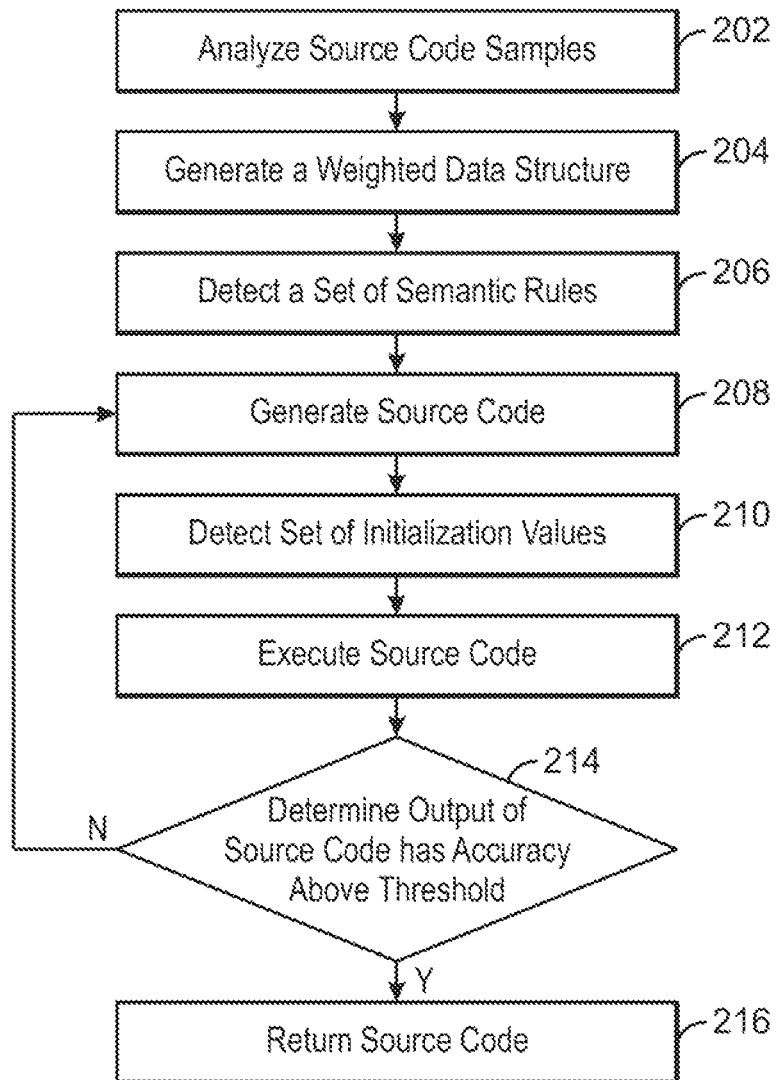 Analyze Source Code Samples
202
Generate a Weighted Data Structure
204
Detect a Set of Semantic Rules
206
Generate Source Code
208
Detect Set of Initialization Values
210
Execute Source Code
212
214
Determine Output of
Source Code has Accuracy
Above Threshold
N
Y
Return Source Code
216